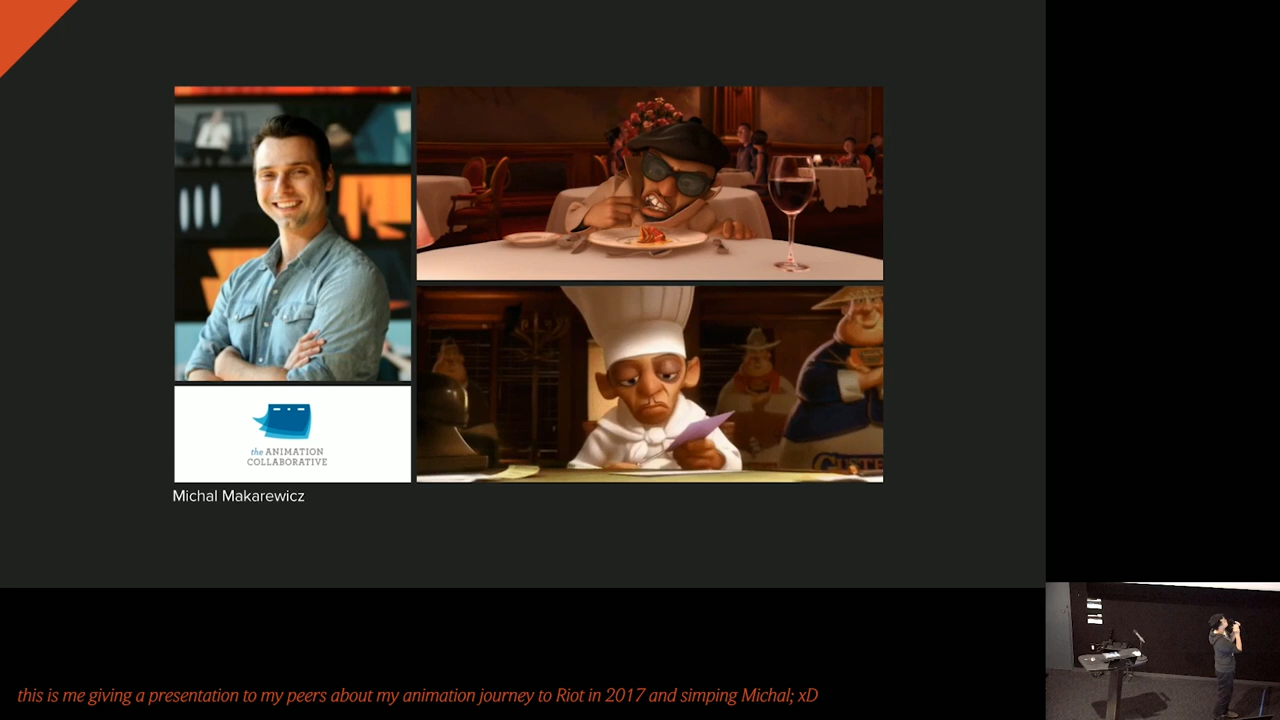 the ANIMATION
COLLABORATIVE
Michal Makarewicz
this is me giving a presentation to my peers about my animation journey to Riot in 2017 and simping Michal; xD